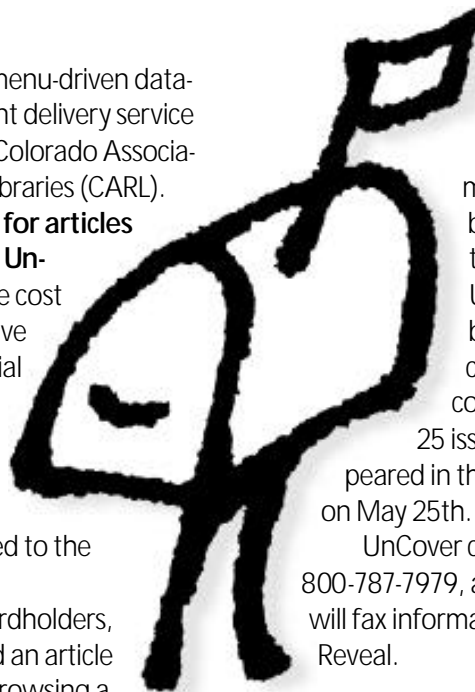 menu-driven data-
nt delivery service
Colorado Associa-
braries (CARL).
for articles
Un-
e cost
ve
ial
ed to the
rdholders,
d an article
rowsing a
m
b
t
U
b
c
co
25 iss
peared in th
on May 25th.
UnCover c
800-787-7979, a
will fax informa
Reveal.